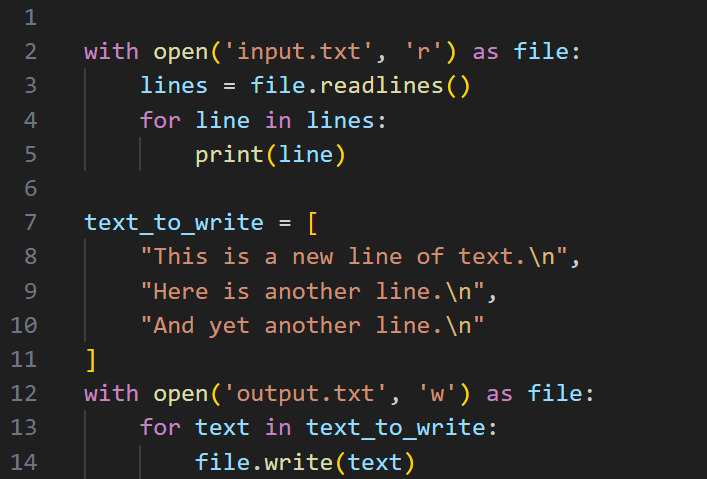 1
2 with open('input.txt', 'r') as file:
3     lines = file.readlines()
4     for line in lines:
5         print(line)
6
7 text_to_write = [
8     "This is a new line of text.\n",
9     "Here is another line.\n",
10     "And yet another line.\n"
11 ]
12 with open('output.txt', 'w') as file:
13     for text in text_to_write:
14         file.write(text)